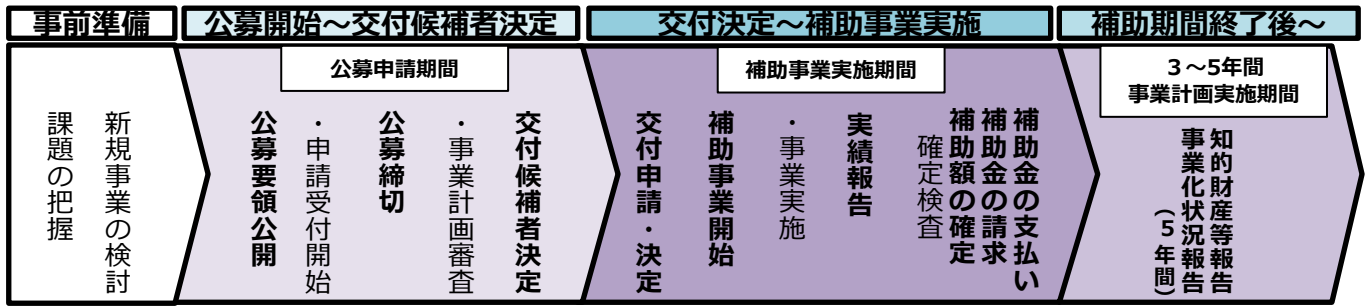 事前準備
公募開始～交付候補者決定
交付決定～補助事業実施
補助期間終了後～
課題の把握
新規事業の検討
公募申請期間
公募要領公開
・申請受付開始
公募締切
・事業計画審査
交付候補者決定
補助事業実施期間
交付申請・決定
補助事業開始
・事業実施
実績報告
確定検査
補助額の確定
補助金の請求
補助金の支払い
３～5年間
事業計画実施期間
事業化状況報告（５年間）
知的財産等報告